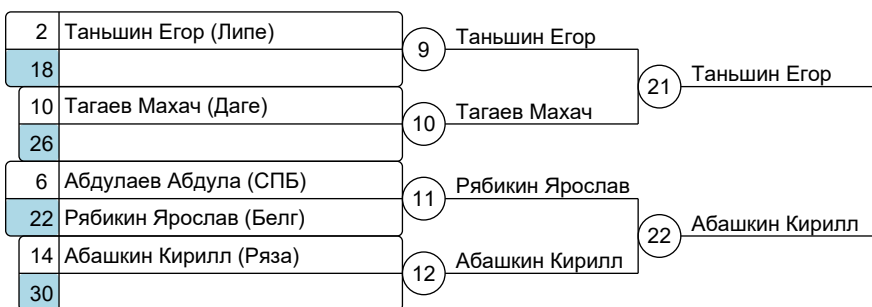 2 Таньшин Егор (Липе)
18
9 Таньшин Егор
21 Таньшин Егор
10 Тагаев Махач (Даге)
26
10 Тагаев Махач
6 Абдулаев Абдула (СПБ)
22 Рябикин Ярослав (Белг)
11 Рябикин Ярослав
22 Абашкин Кирилл
14 Абашкин Кирилл (Ряза)
30
12 Абашкин Кирилл